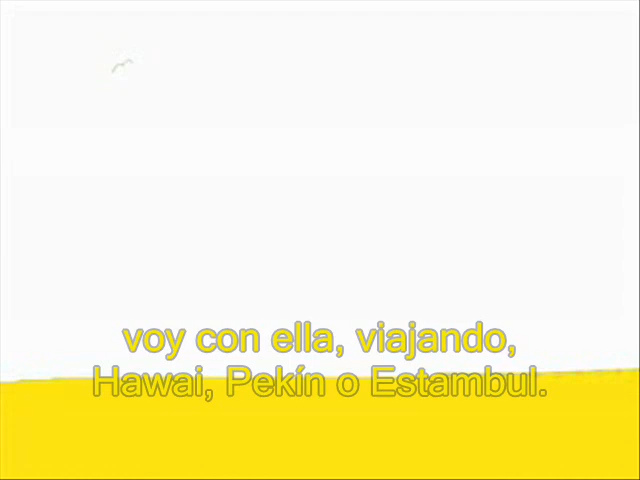 voy con ella, viajando,
Hawai, Pekín o Estambul.